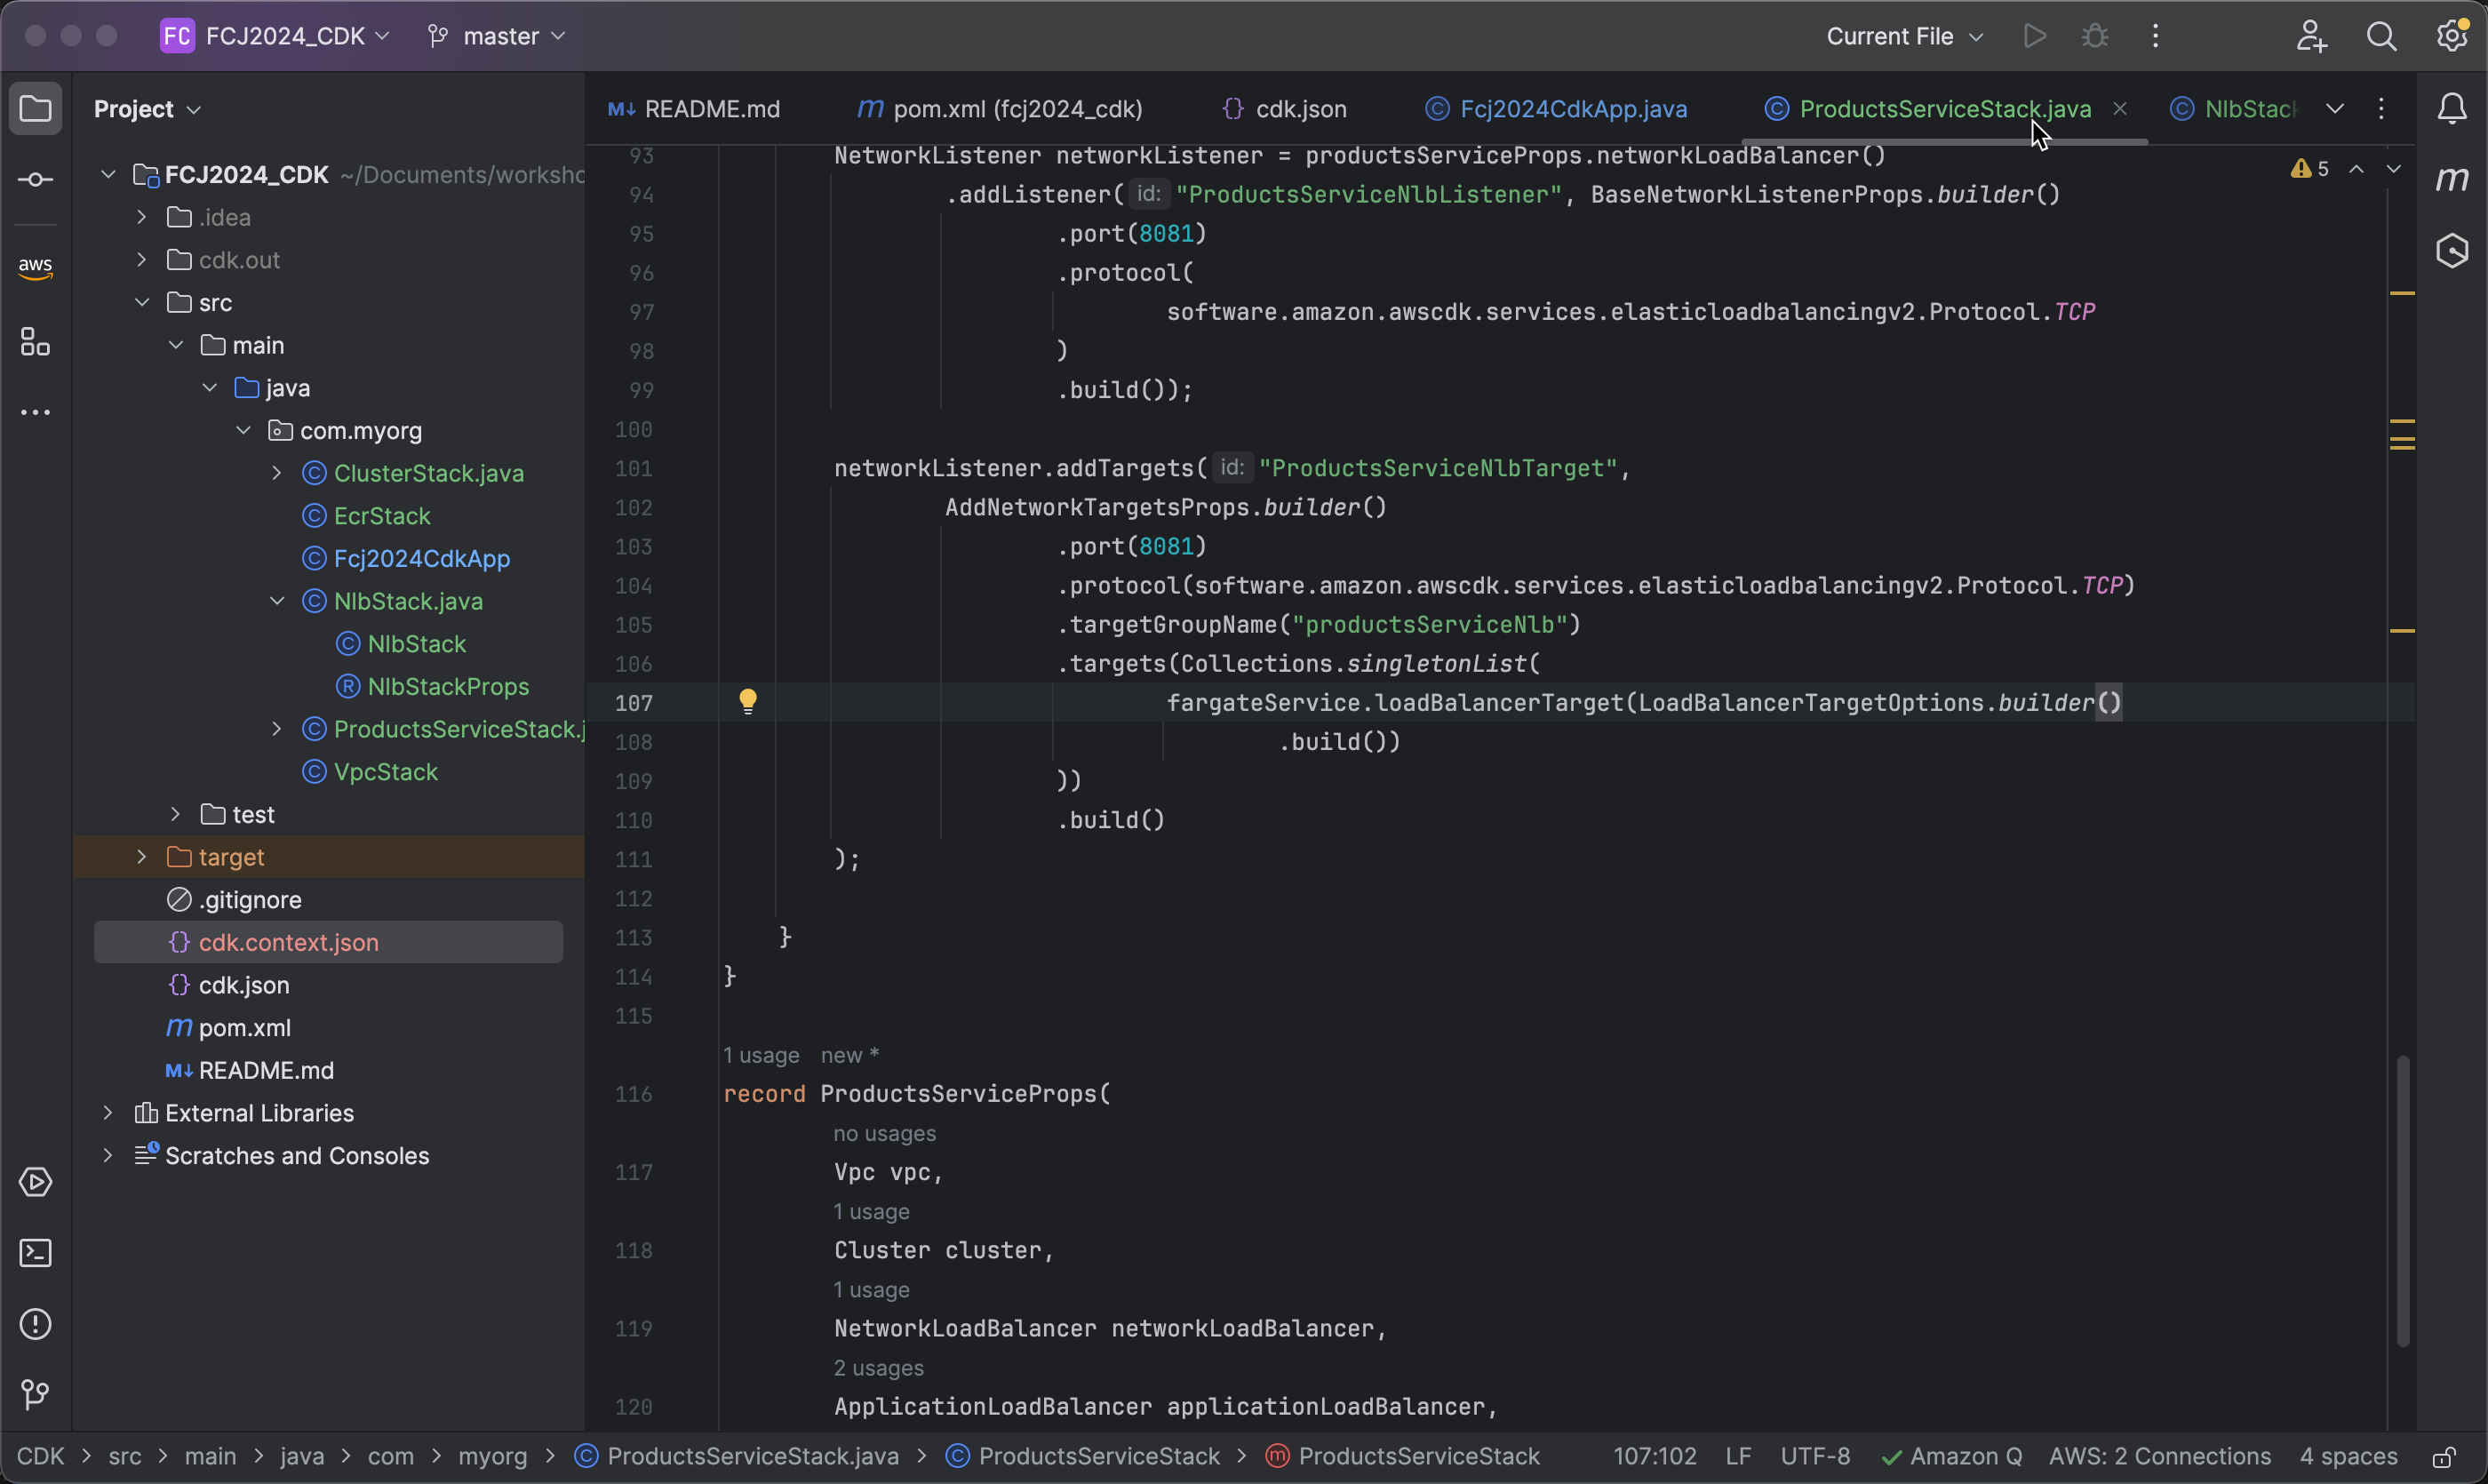 FC FCJ2024_CDK master Current File
Project
FCJ2024_CDK ~/Documents/worksho
.idea
cdk.out
src
main
java
com.myorg
ClusterStack.java
EcrStack
Fcj2024CdkApp
NlbStack.java
NlbStack
NlbStackProps
ProductsServiceStack.j
VpcStack
test
target
.gitignore
cdk.context.json
cdk.json
pom.xml
README.md
External Libraries
Scratches and Consoles
aws
README.md pom.xml (fcj2024_cdk) cdk.json Fcj2024CdkApp.java ProductsServiceStack.java NlbStack
5
93 NetworkListener networkListener = productsServiceProps.networkLoadBalancer()
94 .addListener( id: "ProductsServiceNlbListener", BaseNetworkListenerProps.builder()
95 .port(8081)
96 .protocol(
97 software.amazon.awscdk.services.elasticloadbalancingv2.Protocol.TCP
98 )
99 .build());
100
101 networkListener.addTargets( id: "ProductsServiceNlbTarget",
102 AddNetworkTargetsProps.builder()
103 .port(8081)
104 .protocol(software.amazon.awscdk.services.elasticloadbalancingv2.Protocol.TCP)
105 .targetGroupName("productsServiceNlb")
106 .targets(Collections.singletonList(
107 fargateService.loadBalancerTarget(LoadBalancerTargetOptions.builder()
108 .build())
109 ))
110 .build()
111 );
112
113 }
114 }
115
1 usage new *
116 record ProductsServiceProps(
no usages
117 Vpc vpc,
1 usage
118 Cluster cluster,
1 usage
119 NetworkLoadBalancer networkLoadBalancer,
2 usages
120 ApplicationLoadBalancer applicationLoadBalancer,
CDK > src > main > java > com > myorg > ProductsServiceStack.java > ProductsServiceStack > ProductsServiceStack 107:102 LF UTF-8 Amazon Q AWS: 2 Connections 4 spaces